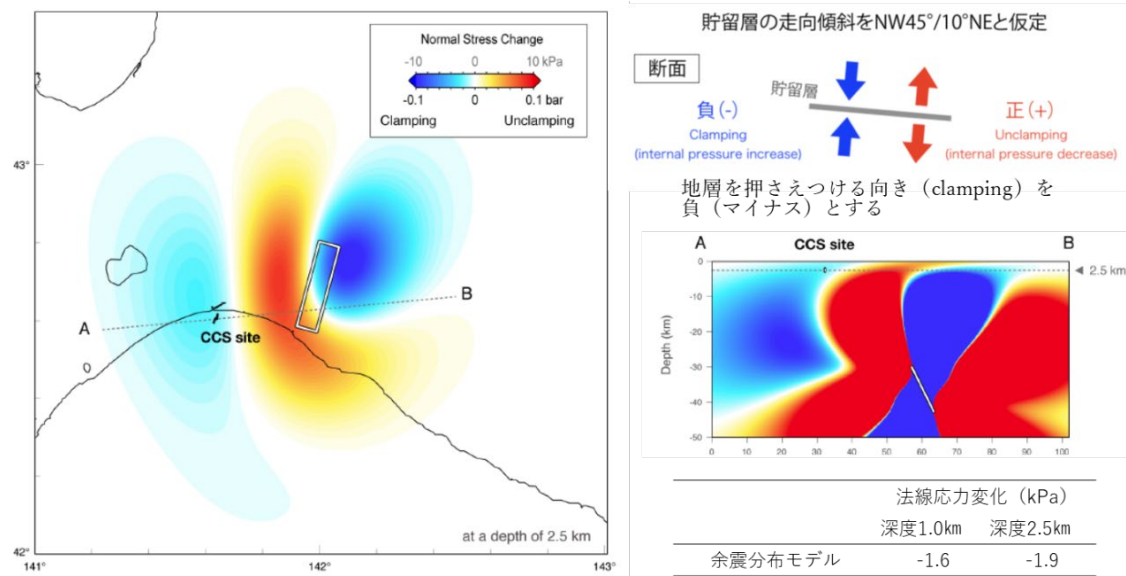 Normal Stress Change
-10 0 10 kPa
-0.1 0 0.1 bar
Clamping Unclamping
43°
A
B
CCS site
at a depth of 2.5 km
42°
141° 142° 143°
貯留層の走向傾斜をNW45°/10°NEと仮定
断面
貯留層
負(-)
Clamping
(internal pressure increase)
正(+)
Unclamping
(internal pressure decrease)
地層を押さえつける向き(clamping)を
負(マイナス)とする
A CCS site B
2.5 km
Depth (km)
0
-10
-20
-30
-40
-50
0 10 20 30 40 50 60 70 80 90 100
法線応力変化(kPa)
深度1.0km 深度2.5km
余震分布モデル -1.6 -1.9